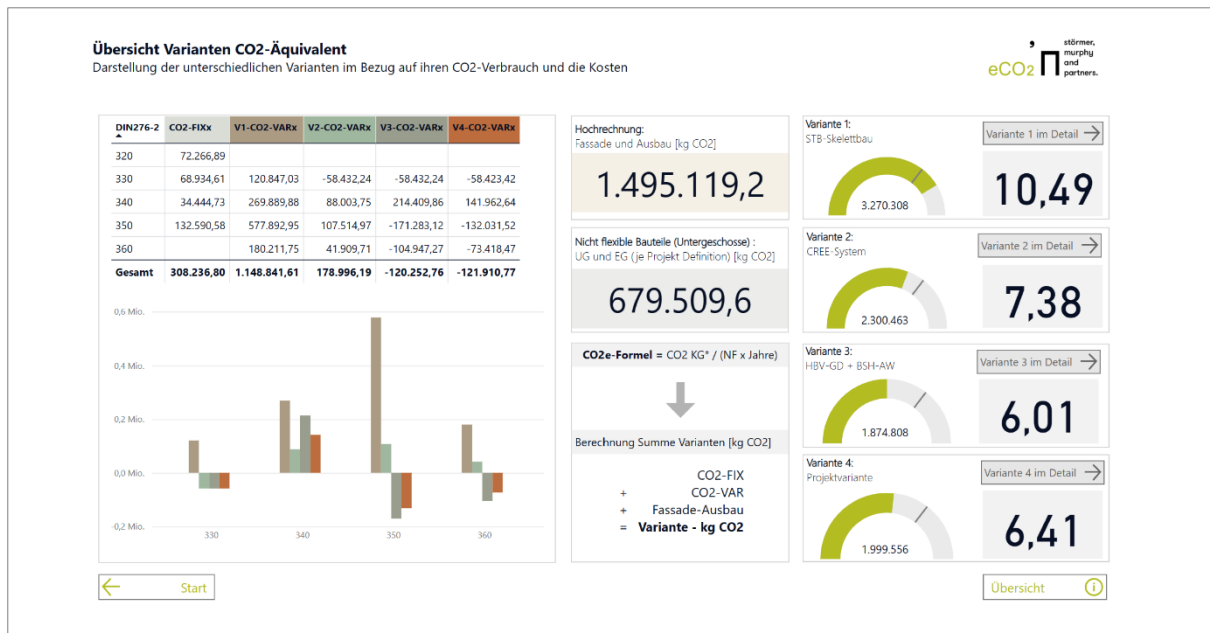 Übersicht Varianten CO2-Äquivalent
Darstellung der unterschiedlichen Varianten im Bezug auf ihren CO2-Verbrauch und die Kosten
eCO2
störmer,
murphy
and
partners.
DIN276-2 CO2-FIXx V1-CO2-VARx V2-CO2-VARx V3-CO2-VARx V4-CO2-VARx
320 72.266,89
330 68.934,61 120.847,03 -58.432,24 -58.432,24 -58.423,42
340 34.444,73 269.889,88 88.003,75 214.409,86 141.962,64
350 132.590,58 577.892,95 107.514,97 -171.283,12 -132.031,52
360 180.211,75 41.909,71 -104.947,27 -73.418,47
Gesamt 308.236,80 1.148.841,61 178.996,19 -120.252,76 -121.910,77
0,6 Mio.
0,4 Mio.
0,2 Mio.
0,0 Mio.
-0,2 Mio.
330 340 350 360
Hochrechnung:
Fassade und Ausbau [kg CO2]
1.495.119,2
Nicht flexible Bauteile (Untergeschosse) :
UG und EG (je Projekt Definition) [kg CO2]
679.509,6
CO2e-Formel = CO2 KG* / (NF x Jahre)
Berechnung Summe Varianten [kg CO2]
CO2-FIX
+ CO2-VAR
+ Fassade-Ausbau
= Variante - kg CO2
Variante 1:
STB-Skelettbau
Variante 1 im Detail
3.270.308
10,49
Variante 2:
CREE-System
Variante 2 im Detail
2.300.463
7,38
Variante 3:
HBV-GD + BSH-AW
Variante 3 im Detail
1.874.808
6,01
Variante 4:
Projektvariante
Variante 4 im Detail
1.999.556
6,41
Start
Übersicht